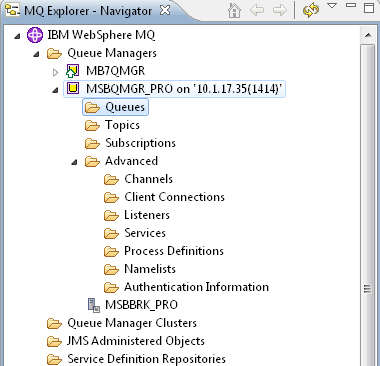 MQ Explorer - Navigator
IBM WebSphere MQ
Queue Managers
MB7QMGR
MSBQMGR_PRO on '10.1.17.35(1414)'
Queues
Topics
Subscriptions
Advanced
Channels
Client Connections
Listeners
Services
Process Definitions
Namelists
Authentication Information
MSBBRK_PRO
Queue Manager Clusters
JMS Administered Objects
Service Definition Repositories